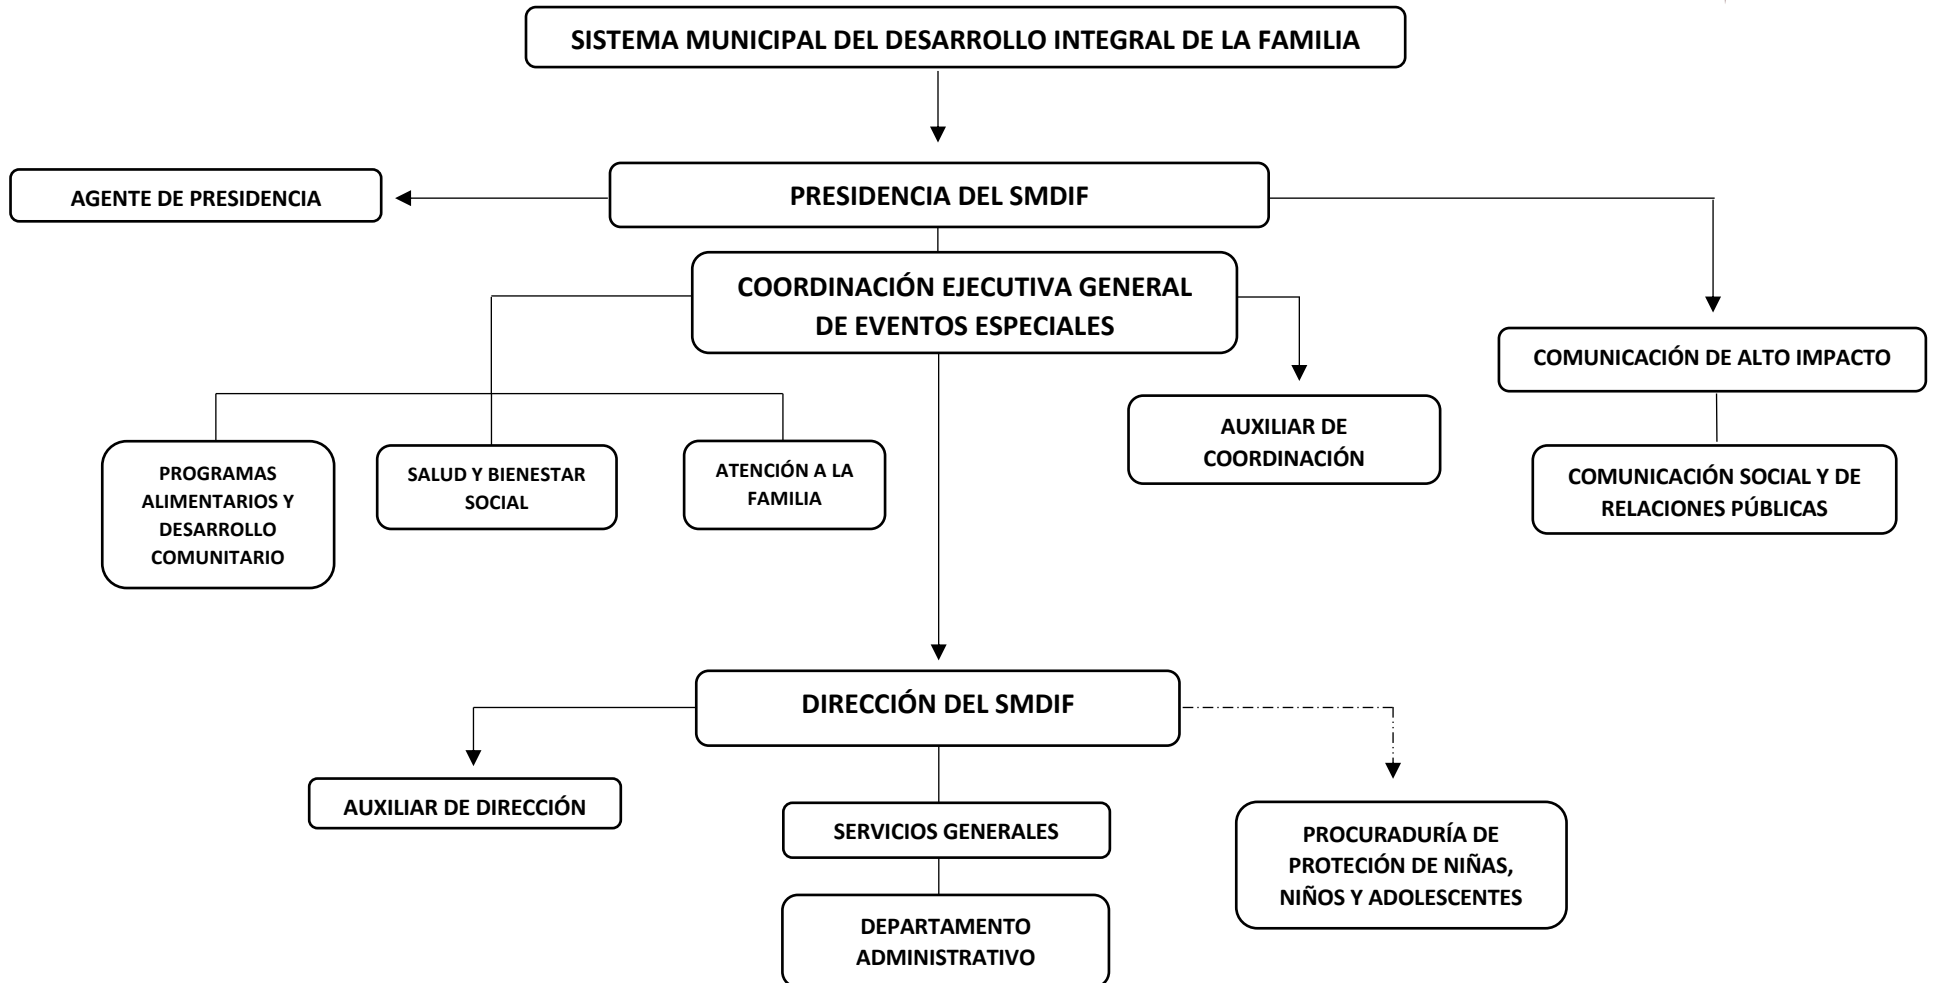 SISTEMA MUNICIPAL DEL DESARROLLO INTEGRAL DE LA FAMILIA
AGENTE DE PRESIDENCIA
PRESIDENCIA DEL SMDIF
COORDINACIÓN EJECUTIVA GENERAL
DE EVENTOS ESPECIALES
COMUNICACIÓN DE ALTO IMPACTO
AUXILIAR DE
COORDINACIÓN
PROGRAMAS
ALIMENTARIOS Y
DESARROLLO
COMUNITARIO
SALUD Y BIENESTAR
SOCIAL
ATENCIÓN A LA
FAMILIA
COMUNICACIÓN SOCIAL Y DE
RELACIONES PÚBLICAS
DIRECCIÓN DEL SMDIF
AUXILIAR DE DIRECCIÓN
SERVICIOS GENERALES
PROCURADURÍA DE
PROTECIÓN DE NIÑAS,
NIÑOS Y ADOLESCENTES
DEPARTAMENTO
ADMINISTRATIVO